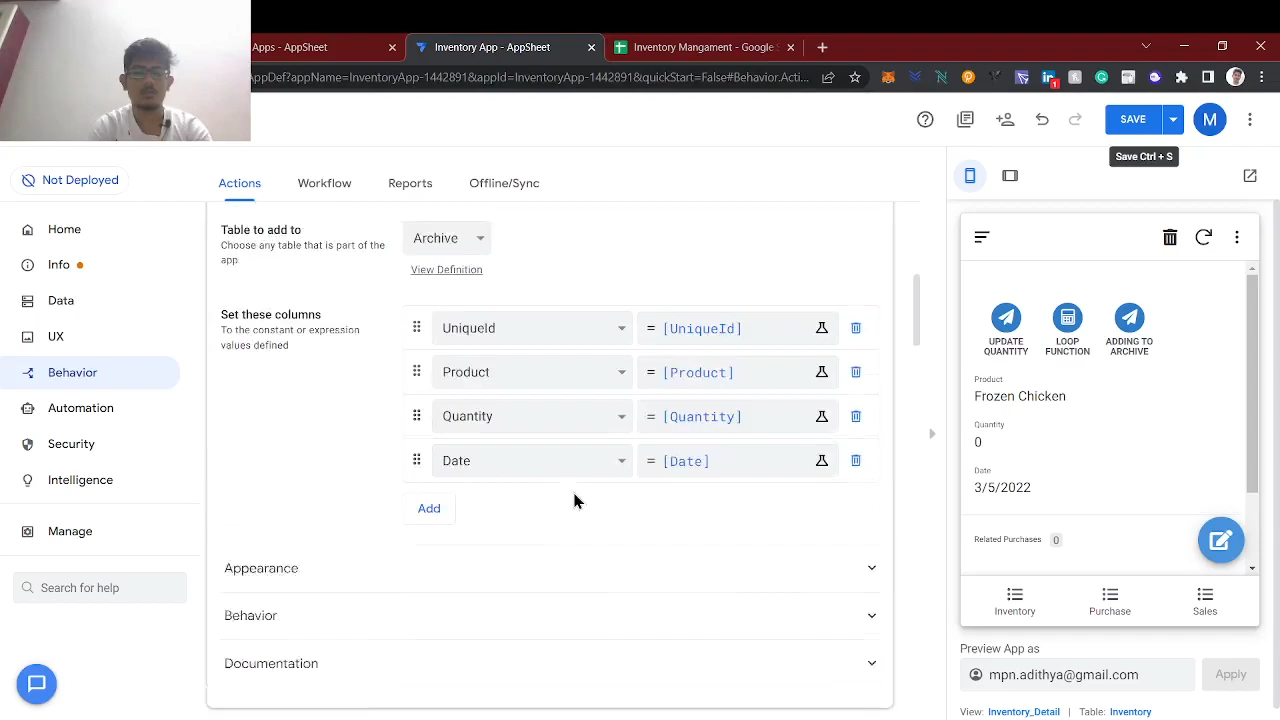 Apps - AppSheet
Inventory App - AppSheet
Inventory Mangament - Google S
AppDef?appName=InventoryApp-1442891&appId=InventoryApp-1442891&quickStart=False#Behavior.Acti...
1
SAVE
M
Save Ctrl + S
Not Deployed
Actions
Workflow
Reports
Offline/Sync
Home
Info
Data
UX
Behavior
Automation
Security
Intelligence
Manage
Search for help
Table to add to
Choose any table that is part of the
app
Archive
View Definition
Set these columns
To the constant or expression
values defined
UniqueId = [UniqueId]
Product = [Product]
Quantity = [Quantity]
Date = [Date]
Add
Appearance
Behavior
Documentation
UPDATE
QUANTITY
LOOP
FUNCTION
ADDING TO
ARCHIVE
Product
Frozen Chicken
Quantity
0
Date
3/5/2022
Related Purchases 0
Inventory
Purchase
Sales
Preview App as
mpn.adithya@gmail.com
Apply
View: Inventory_Detail | Table: Inventory